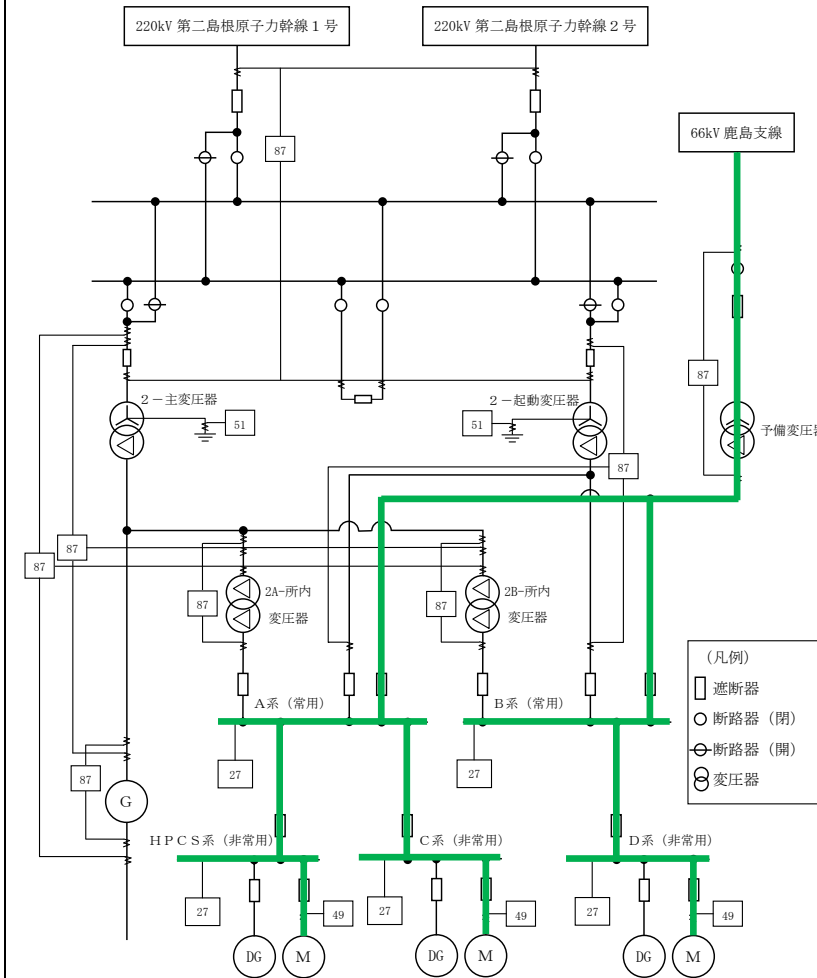 220kV 第二島根原子力幹線１号
220kV 第二島根原子力幹線２号
66kV 鹿島支線
87
87
２－主変圧器
51
２－起動変圧器
51
予備変圧器
87
87
87
2A-所内
変圧器
87
2B-所内
変圧器
87
（凡例）
遮断器
断路器（閉）
断路器（開）
変圧器
Ａ系（常用）
Ｂ系（常用）
27
27
87
G
ＨＰＣＳ系（非常用）
Ｃ系（非常用）
Ｄ系（非常用）
27
49
27
49
27
49
DG
M
DG
M
DG
M